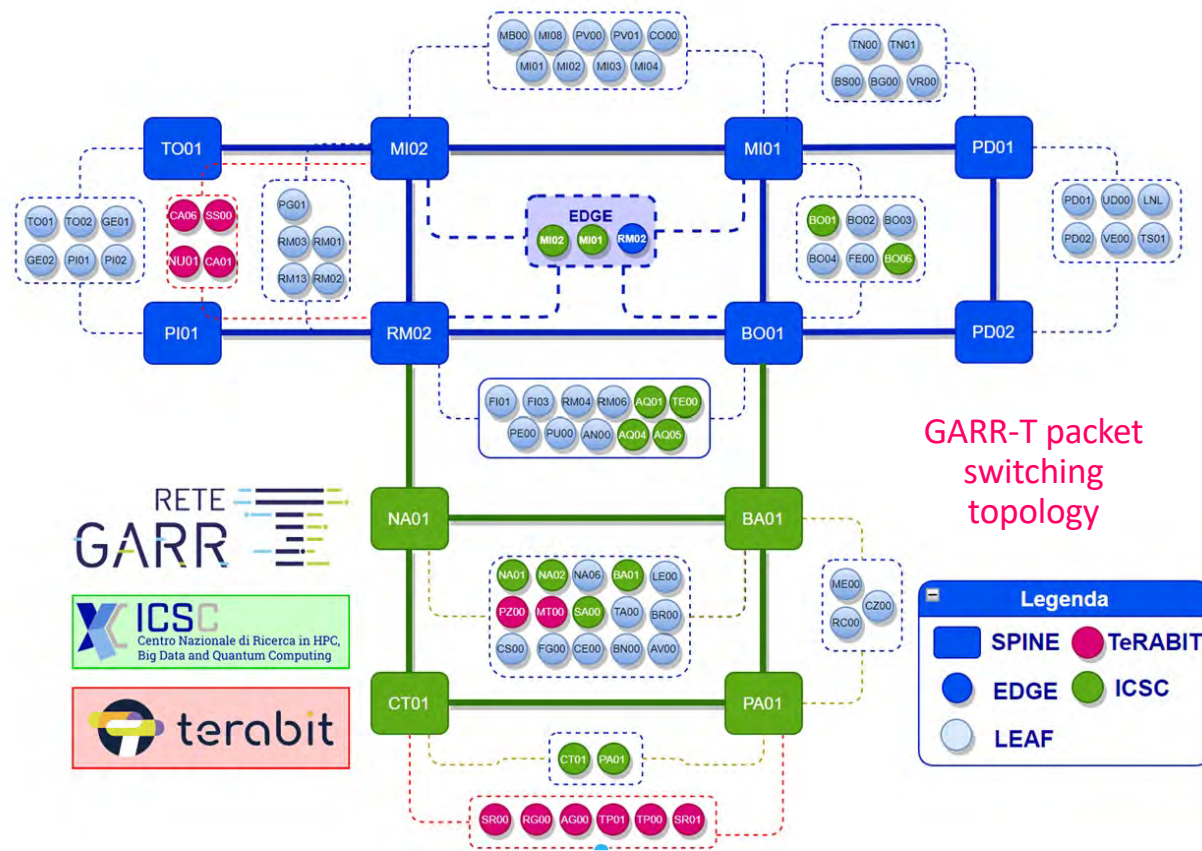 MB00 MI08 PV00 PV01 CO00
MI01 MI02 MI03 MI04
TN00 TN01
BS00 BG00 VR00
TO01
MI02
MI01
PD01
TO01 TO02 GE01
GE02 PI01 PI02
CA06 SS00
NU01 CA01
PG01
RM03 RM01
RM13 RM02
EDGE
MI02 MI01 RM02
BO01 BO02 BO03
BO04 FE00 BO06
PD01 UD00 LNL
PD02 VE00 TS01
PI01
RM02
BO01
PD02
FI01 FI03 RM04 RM06 AQ01 TE00
PE00 PU00 AN00 AQ04 AQ05
GARR-T packet
switching
topology
RETE
GARR
NA01
BA01
NA01 NA02 NA06 BA01 LE00
PZ00 MT00 SA00 TA00 BR00
CS00 FG00 CE00 BN00 AV00
ME00
CZ00
RC00
ICSC
Centro Nazionale di Ricerca in HPC,
Big Data and Quantum Computing
terabit
CT01
PA01
CT01 PA01
SR00 RG00 AG00 TP01 TP00 SR01
Legenda
SPINE TeRABIT
EDGE ICSC
LEAF